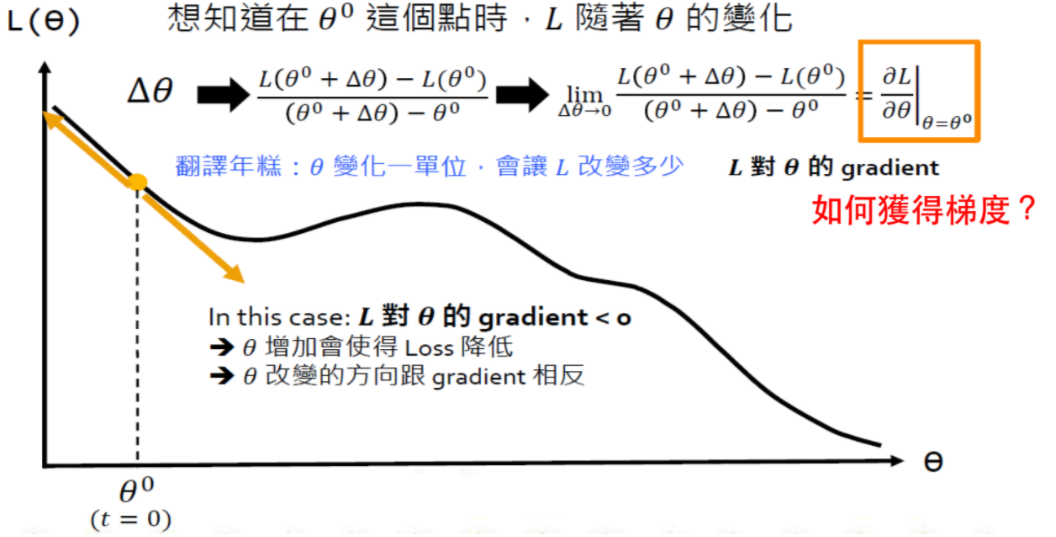 L(θ)
想知道在 θ⁰ 這個點時，L 隨著 θ 的變化
Δθ ➡ (L(θ⁰ + Δθ) − L(θ⁰)) / ((θ⁰ + Δθ) − θ⁰) ➡ lim Δθ→0 (L(θ⁰ + Δθ) − L(θ⁰)) / ((θ⁰ + Δθ) − θ⁰) = ∂L/∂θ |θ=θ⁰
翻譯年糕：θ 變化一單位，會讓 L 改變多少
L 對 θ 的 gradient
如何獲得梯度？
In this case: L 對 θ 的 gradient < 0
➔ θ 增加會使得 Loss 降低
➔ θ 改變的方向跟 gradient 相反
θ
θ⁰
(t = 0)